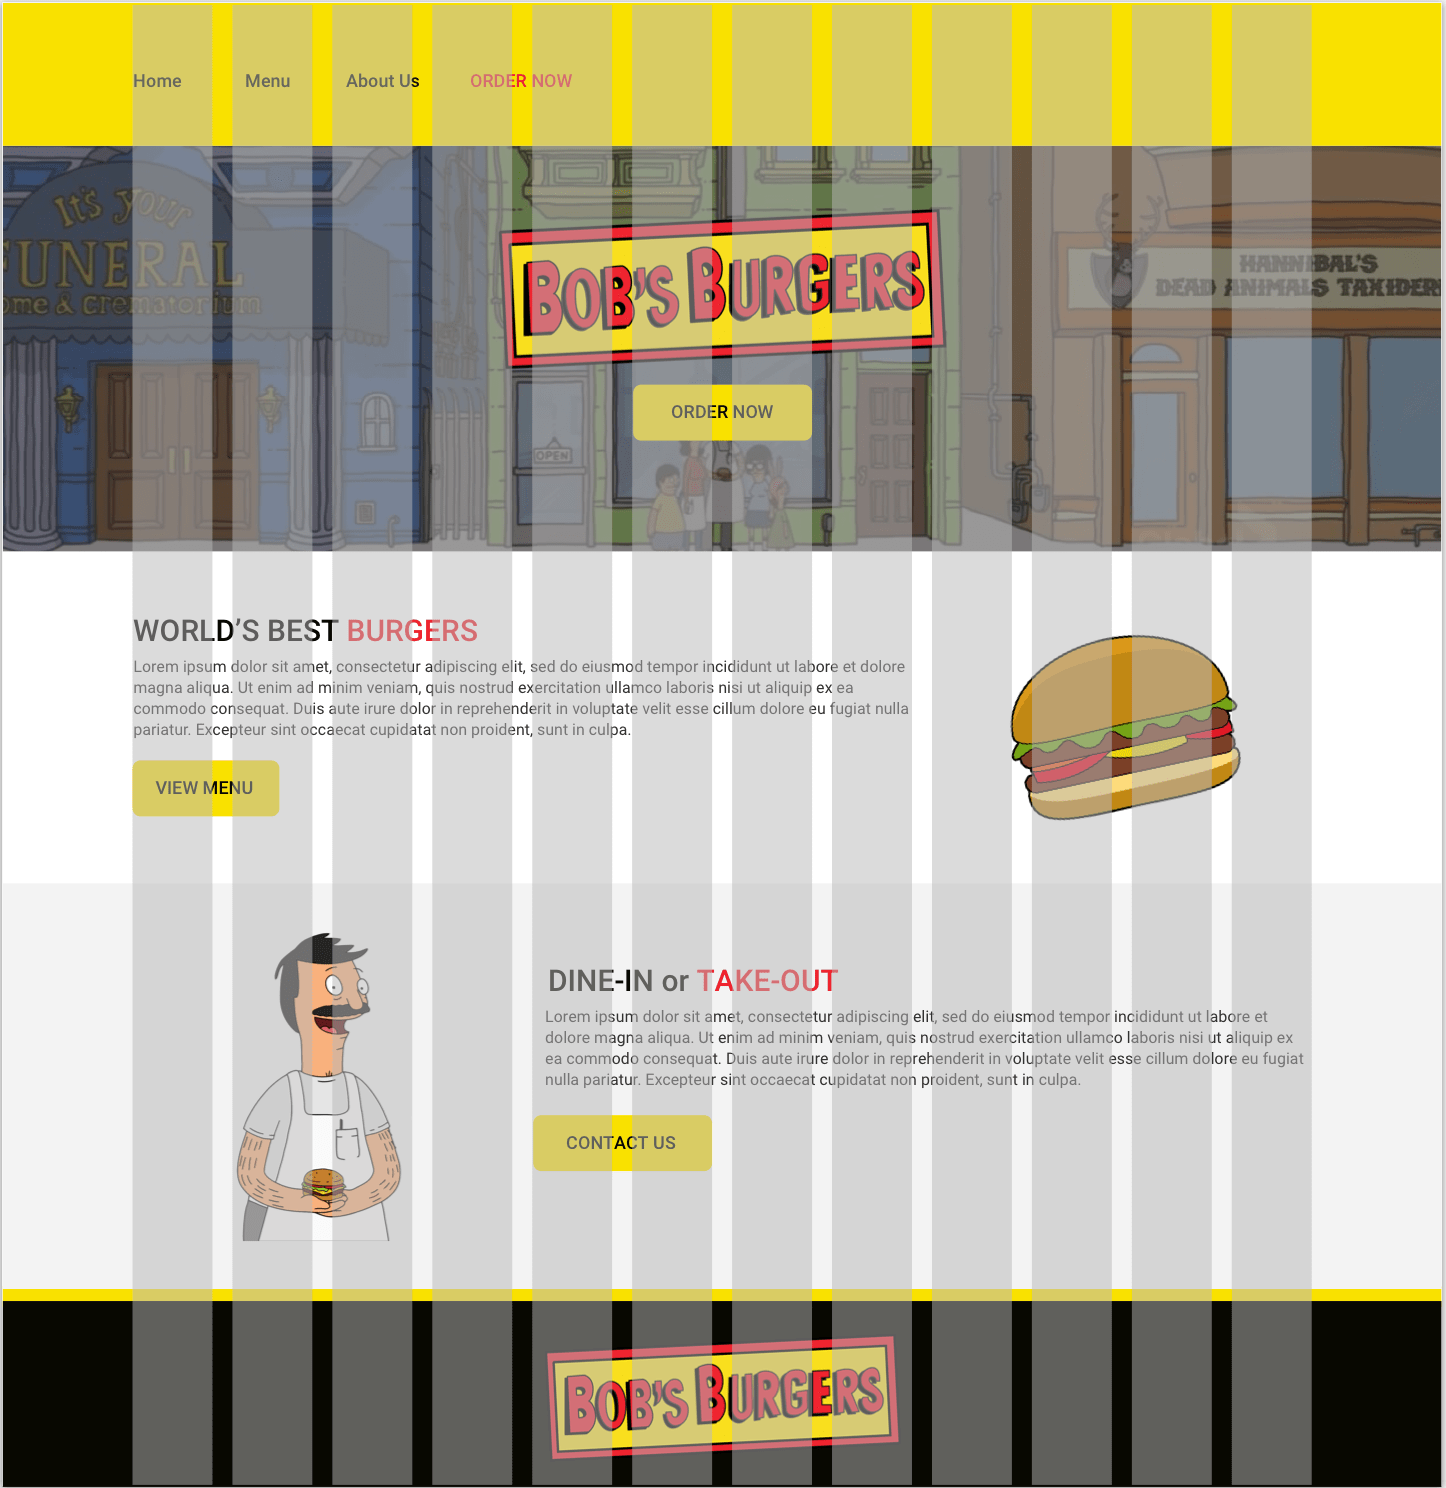 Home Menu About Us ORDER NOW
It's your
FUNERAL
ome & Crematorium
BOB'S BURGERS
HANNIBAL'S
DEAD ANIMALS TAXIDER
ORDER NOW
OPEN
WORLD’S BEST BURGERS
Lorem ipsum dolor sit amet, consectetur adipiscing elit, sed do eiusmod tempor incididunt ut labore et dolore
magna aliqua. Ut enim ad minim veniam, quis nostrud exercitation ullamco laboris nisi ut aliquip ex ea
commodo consequat. Duis aute irure dolor in reprehenderit in voluptate velit esse cillum dolore eu fugiat nulla
pariatur. Excepteur sint occaecat cupidatat non proident, sunt in culpa.
VIEW MENU
DINE-IN or TAKE-OUT
Lorem ipsum dolor sit amet, consectetur adipiscing elit, sed do eiusmod tempor incididunt ut labore et
dolore magna aliqua. Ut enim ad minim veniam, quis nostrud exercitation ullamco laboris nisi ut aliquip ex
ea commodo consequat. Duis aute irure dolor in reprehenderit in voluptate velit esse cillum dolore eu fugiat
nulla pariatur. Excepteur sint occaecat cupidatat non proident, sunt in culpa.
CONTACT US
BOB'S BURGERS